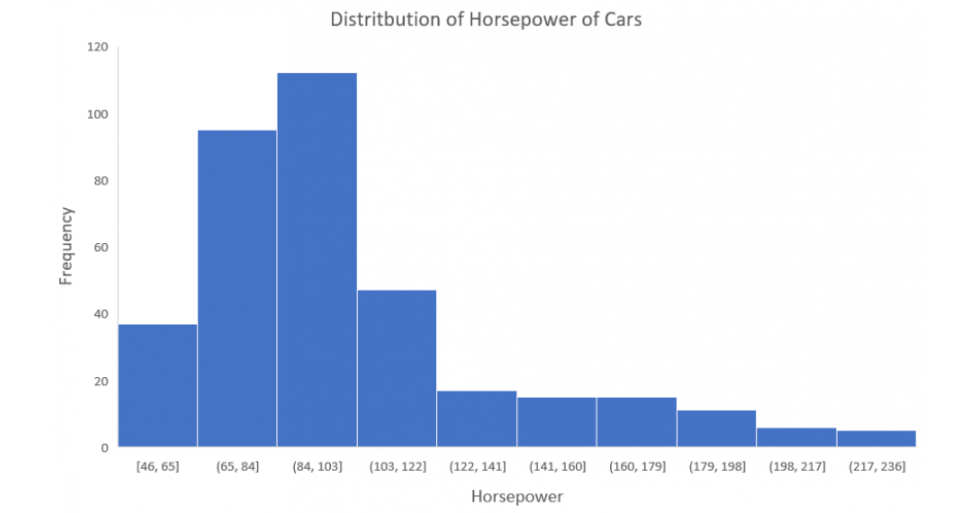 Distritbution of Horsepower of Cars
120
100
80
60
40
20
0
Frequency
[46, 65] (65, 84] (84, 103] (103, 122] (122, 141] (141, 160] (160, 179] (179, 198] (198, 217] (217, 236]
Horsepower